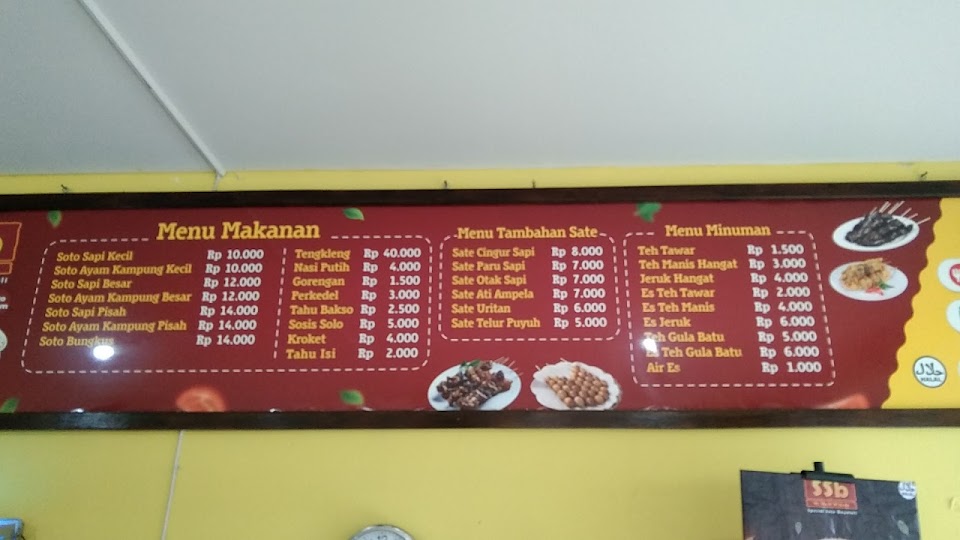 Menu Makanan
Soto Sapi Kecil Rp 10.000
Soto Ayam Kampung Kecil Rp 10.000
Soto Sapi Besar Rp 12.000
Soto Ayam Kampung Besar Rp 12.000
Soto Sapi Pisah Rp 14.000
Soto Ayam Kampung Pisah Rp 14.000
Soto Bungkus Rp 14.000
Tengkleng Rp 40.000
Nasi Putih Rp 4.000
Gorengan Rp 1.500
Perkedel Rp 3.000
Tahu Bakso Rp 2.500
Sosis Solo Rp 5.000
Kroket Rp 4.000
Tahu Isi Rp 2.000
Menu Tambahan Sate
Sate Cingur Sapi Rp 8.000
Sate Paru Sapi Rp 7.000
Sate Otak Sapi Rp 7.000
Sate Ati Ampela Rp 7.000
Sate Uritan Rp 6.000
Sate Telur Puyuh Rp 5.000
Menu Minuman
Teh Tawar Rp 1.500
Teh Manis Hangat Rp 3.000
Jeruk Hangat Rp 4.000
Es Teh Tawar Rp 2.000
Es Teh Manis Rp 4.000
Es Jeruk Rp 6.000
Teh Gula Batu Rp 5.000
Es Teh Gula Batu Rp 6.000
Air Es Rp 1.000
حلال
HALAL
SSb